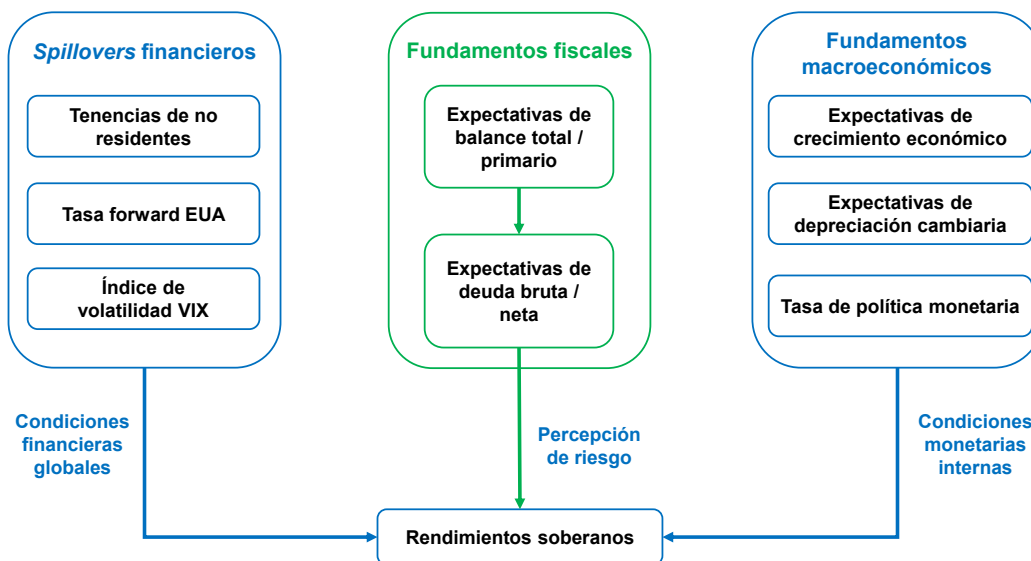 Spillovers financieros
Tenencias de no
residentes
Tasa forward EUA
Índice de
volatilidad VIX
Fundamentos fiscales
Expectativas de
balance total /
primario
Expectativas de
deuda bruta /
neta
Fundamentos
macroeconómicos
Expectativas de
crecimiento económico
Expectativas de
depreciación cambiaria
Tasa de política monetaria
Condiciones
financieras
globales
Percepción
de riesgo
Condiciones
monetarias
internas
Rendimientos soberanos